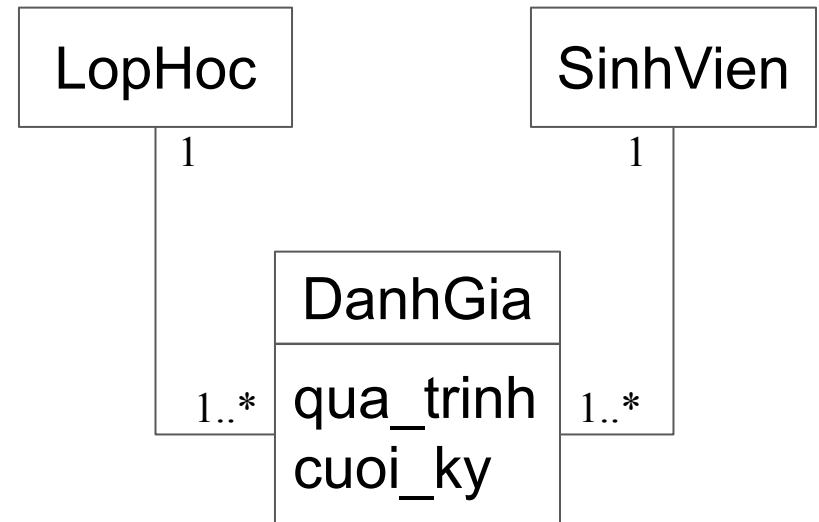 LopHoc
SinhVien
1
1
DanhGia
1..*
qua_trinh
1..*
cuoi_ky